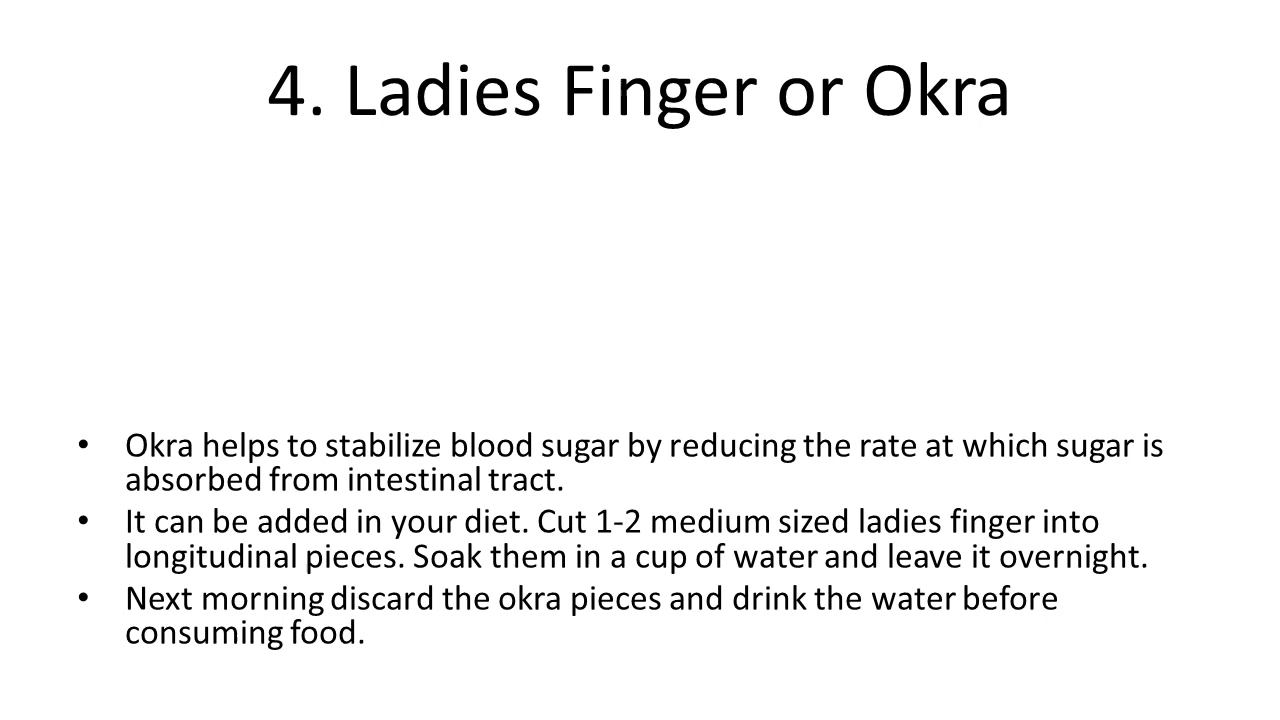 4. Ladies Finger or Okra
• Okra helps to stabilize blood sugar by reducing the rate at which sugar is
absorbed from intestinal tract.
• It can be added in your diet. Cut 1-2 medium sized ladies finger into
longitudinal pieces. Soak them in a cup of water and leave it overnight.
• Next morning discard the okra pieces and drink the water before
consuming food.